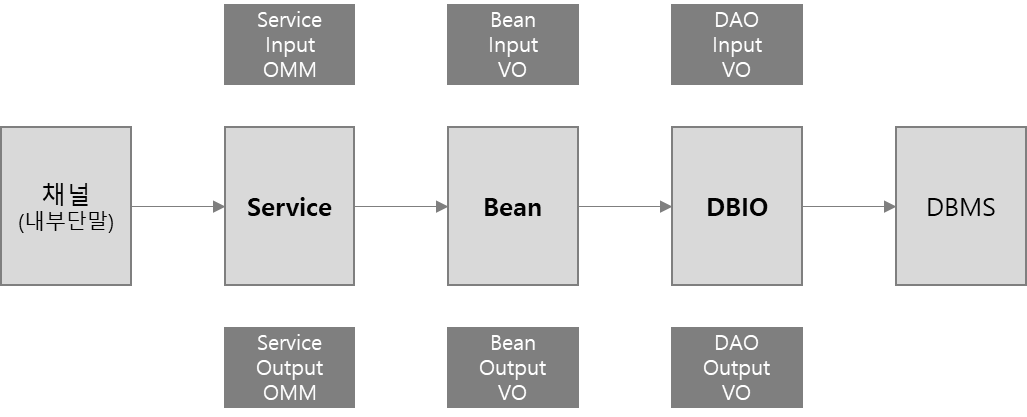 Service
Input
OMM
Bean
Input
VO
DAO
Input
VO
채널
(내부단말)
Service
Bean
DBIO
DBMS
Service
Output
OMM
Bean
Output
VO
DAO
Output
VO